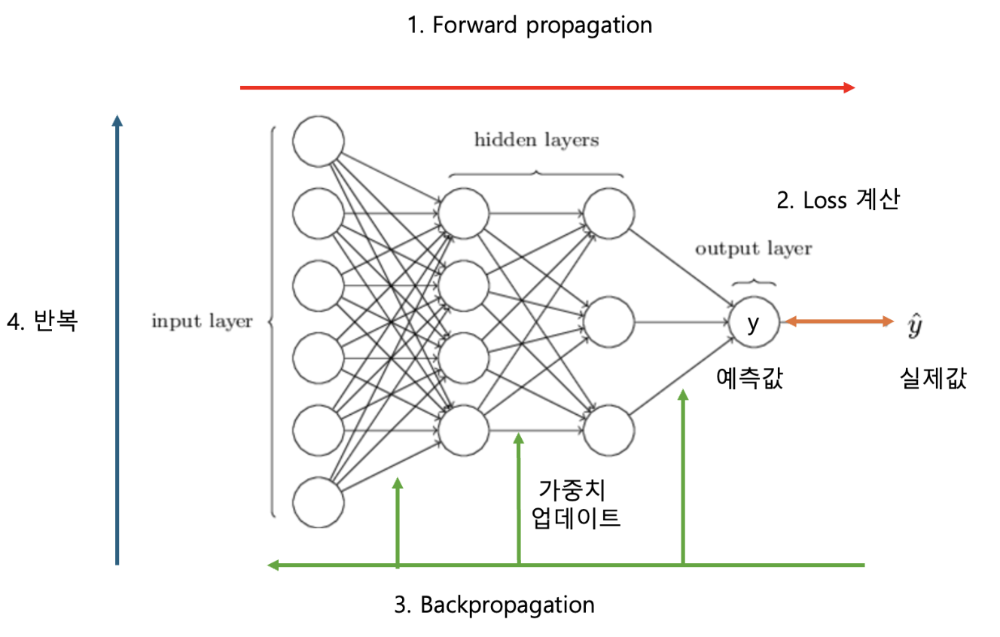 1. Forward propagation
hidden layers
2. Loss 계산
output layer
4. 반복
input layer
y
ŷ
예측값
실제값
가중치
업데이트
3. Backpropagation